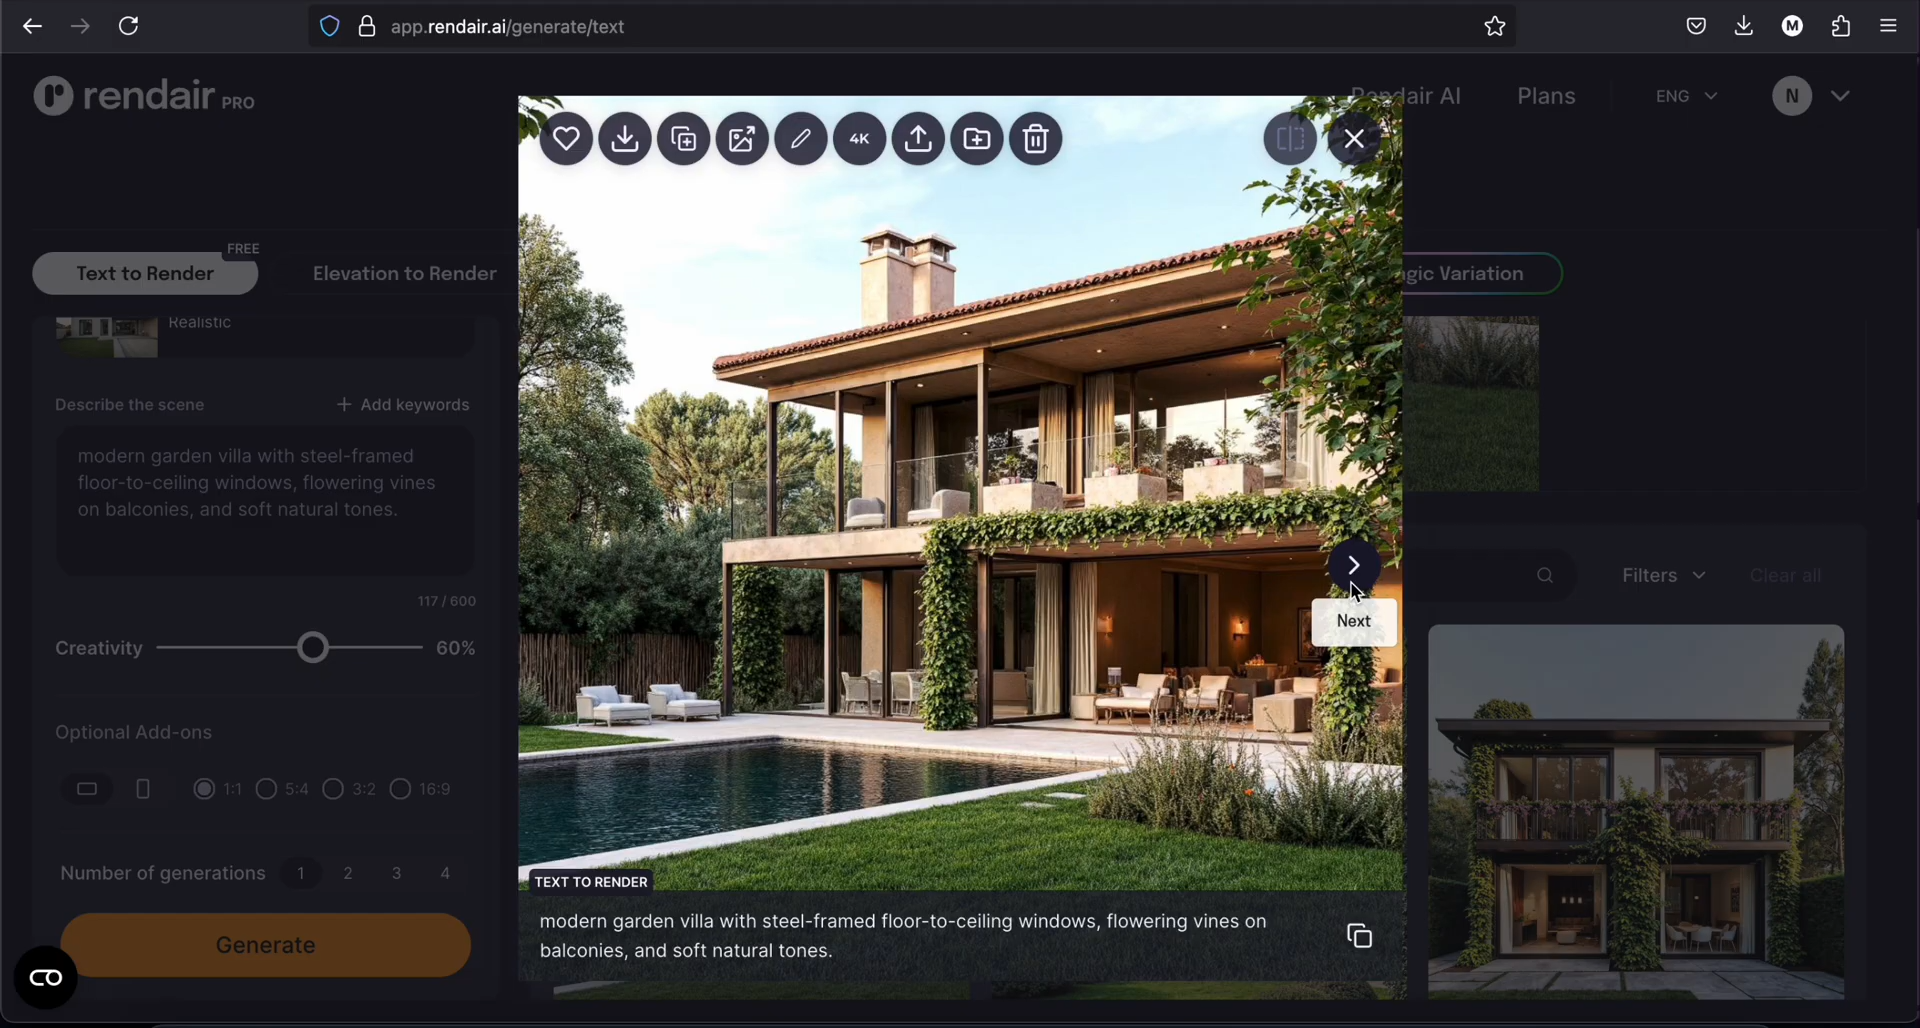 app.rendair.ai/generate/text
M
rendair PRO
Rendair AI
Plans
ENG
N
4K
FREE
Text to Render
Elevation to Render
gic Variation
Realistic
Describe the scene
+ Add keywords
modern garden villa with steel-framed
floor-to-ceiling windows, flowering vines
on balconies, and soft natural tones.
117 / 600
Creativity
60%
Filters
Clear all
Next
Optional Add-ons
1:1
5:4
3:2
16:9
Number of generations
1
2
3
4
Generate
TEXT TO RENDER
modern garden villa with steel-framed floor-to-ceiling windows, flowering vines on
balconies, and soft natural tones.